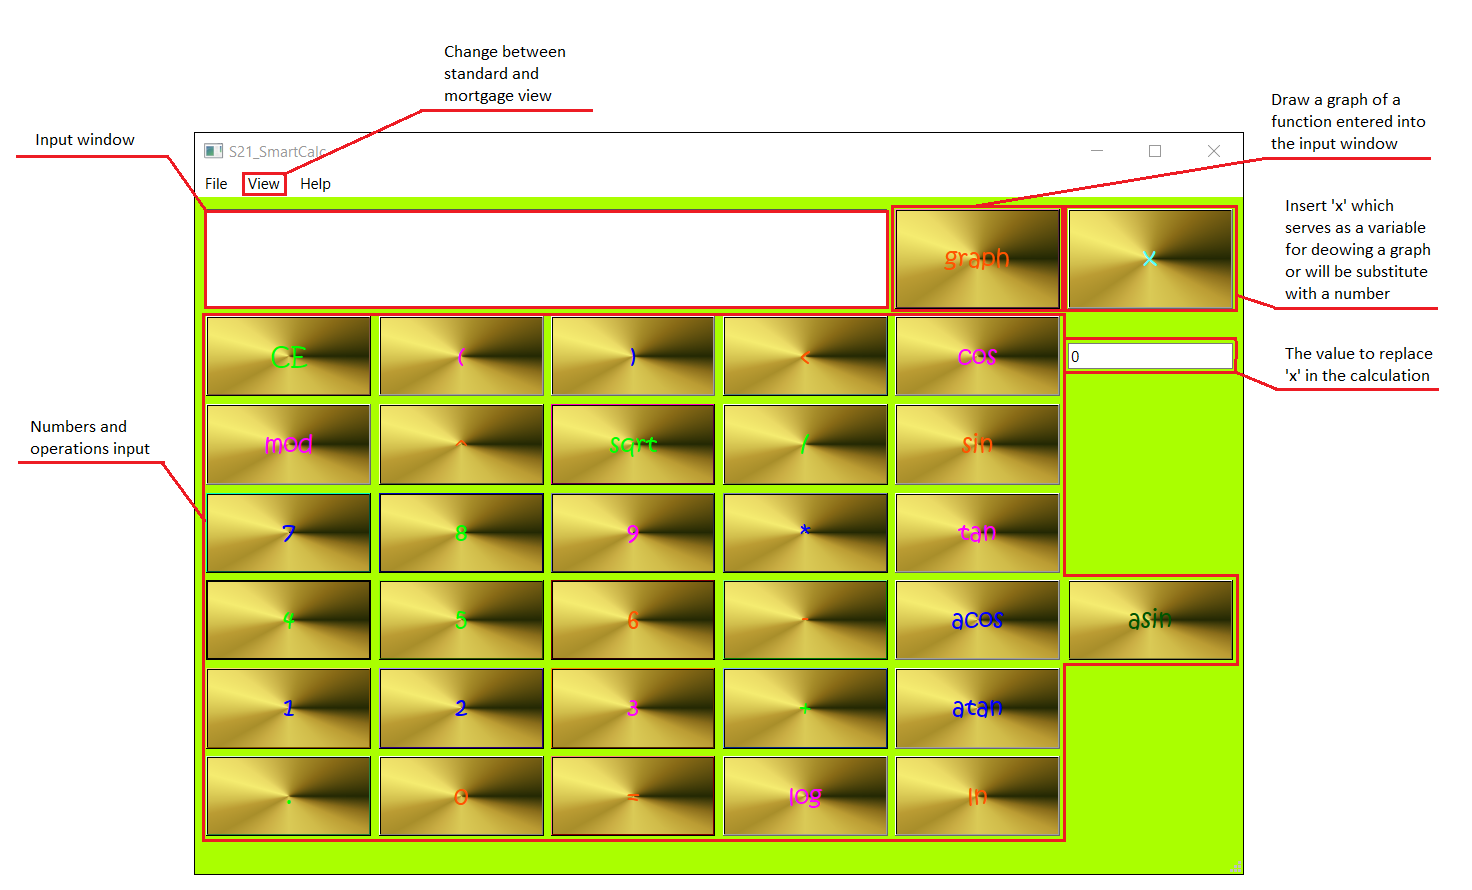 Change between
standard and
mortgage view
Input window
Draw a graph of a
function entered into
the input window
S21_SmartCalc
File View Help
Insert 'x' which
serves as a variable
for deowing a graph
or will be substitute
with a number
graph x
CE ( ) < cos
0
The value to replace
'x' in the calculation
Numbers and
operations input
mod ^ sqrt / sin
7 8 9 * tan
4 5 6 - acos asin
1 2 3 + atan
. 0 = log ln